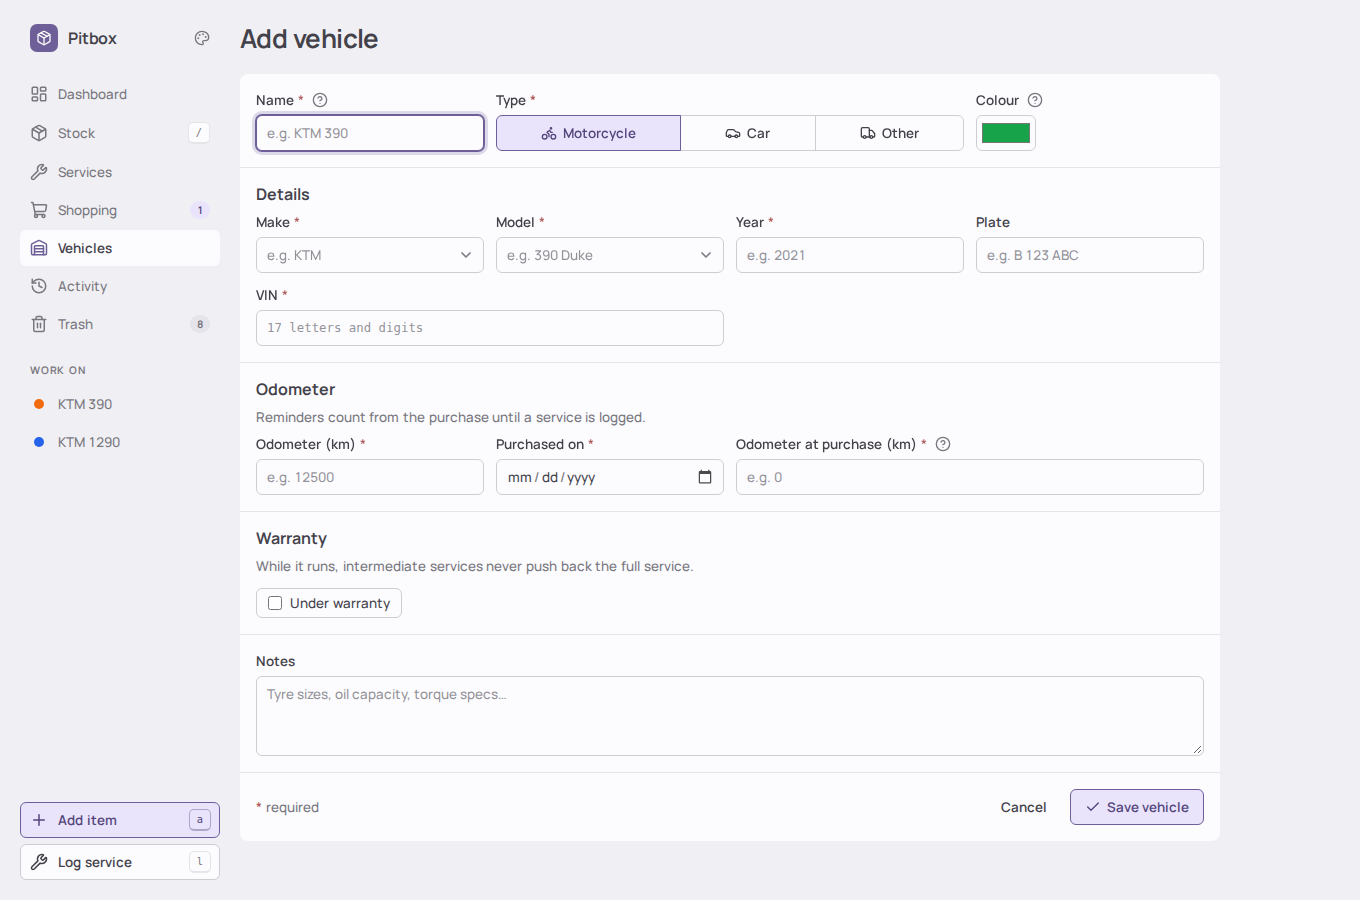 Pitbox
Add vehicle
Dashboard
Stock /
Services
Shopping 1
Vehicles
Activity
Trash 8
WORK ON
KTM 390
KTM 1290
Add item a
Log service l
Name * ?
Type *
Colour ?
e.g. KTM 390
Motorcycle
Car
Other
Details
Make *
Model *
Year *
Plate
e.g. KTM
e.g. 390 Duke
e.g. 2021
e.g. B 123 ABC
VIN *
17 letters and digits
Odometer
Reminders count from the purchase until a service is logged.
Odometer (km) *
Purchased on *
Odometer at purchase (km) * ?
e.g. 12500
mm/dd/yyyy
e.g. 0
Warranty
While it runs, intermediate services never push back the full service.
Under warranty
Notes
Tyre sizes, oil capacity, torque specs…
* required
Cancel
Save vehicle